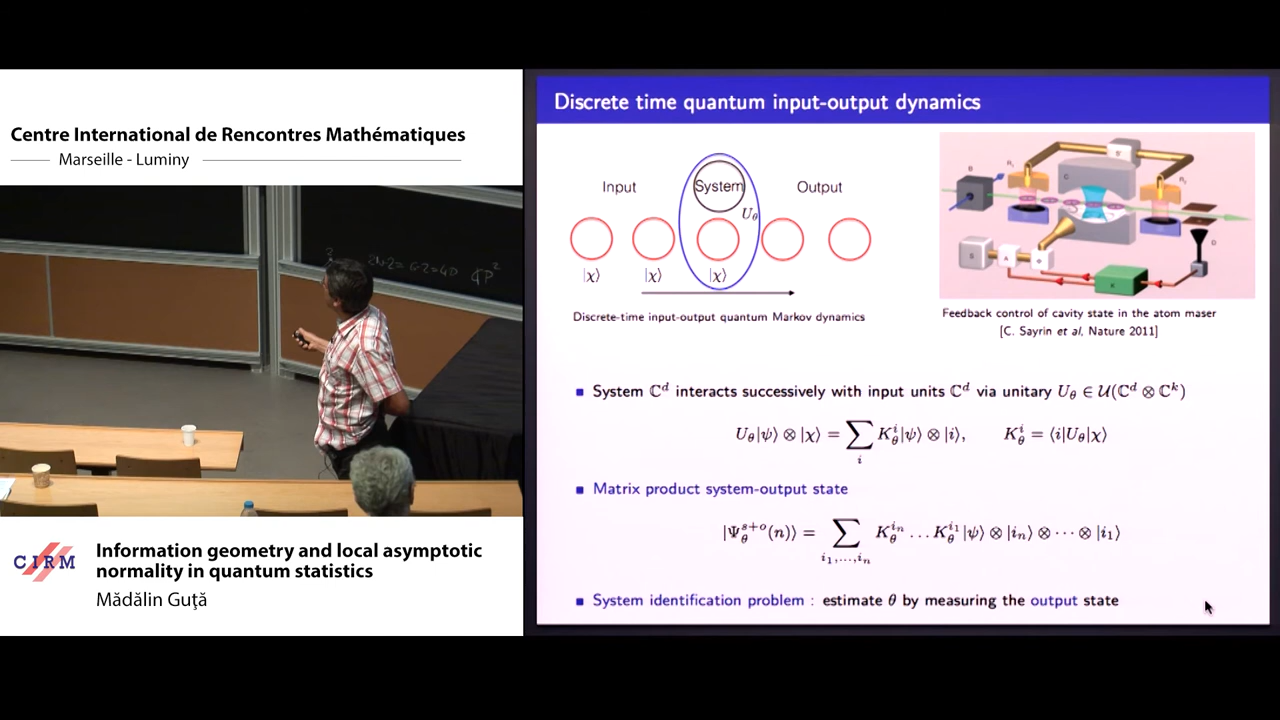 Centre International de Rencontres Mathématiques
Marseille - Luminy
CIRM
Information geometry and local asymptotic
normality in quantum statistics
Mădălin Guţă
Discrete time quantum input-output dynamics
Input
System
Output
U_θ
|χ⟩ |χ⟩ |χ⟩
Discrete-time input-output quantum Markov dynamics
Feedback control of cavity state in the atom maser
[C. Sayrin et al, Nature 2011]
■ System ℂ^d interacts successively with input units ℂ^d via unitary U_θ ∈ 𝒰(ℂ^d ⊗ ℂ^k)
U_θ|ψ⟩ ⊗ |χ⟩ = ∑_i K_θ^i|ψ⟩ ⊗ |i⟩, K_θ^i = ⟨i|U_θ|χ⟩
■ Matrix product system-output state
|Ψ_θ^{s+o}(n)⟩ = ∑_{i_1,...,i_n} K_θ^{i_n} ... K_θ^{i_1}|ψ⟩ ⊗ |i_n⟩ ⊗ ··· ⊗ |i_1⟩
■ System identification problem : estimate θ by measuring the output state